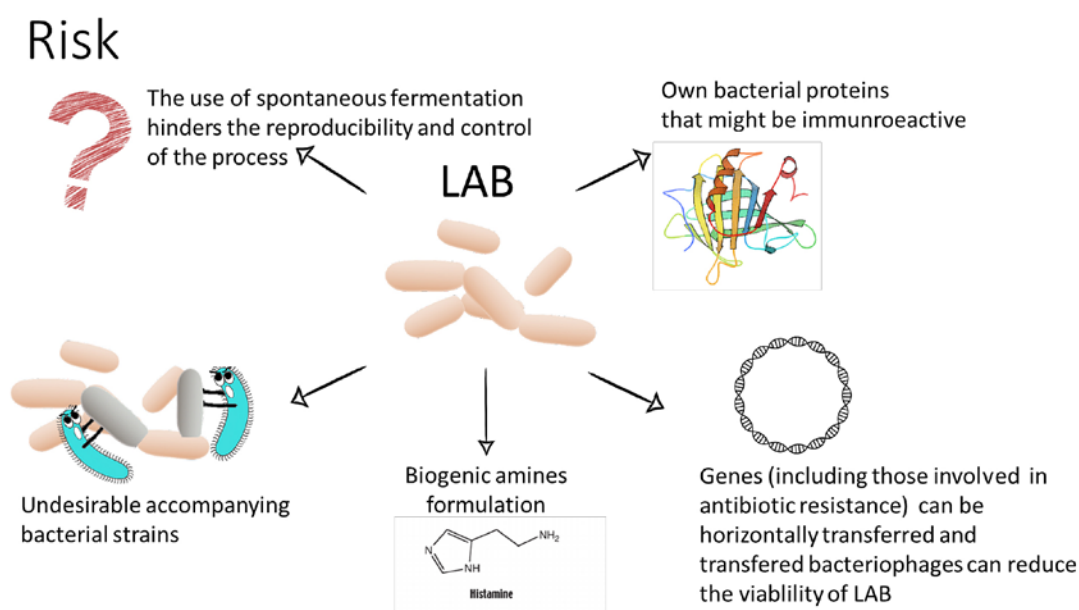 Risk
The use of spontaneous fermentation
hinders the reproducibility and control
of the process
Own bacterial proteins
that might be immunroeactive
LAB
Undesirable accompanying
bacterial strains
Biogenic amines
formulation
N
NH
NH₂
Histamine
Genes (including those involved in
antibiotic resistance) can be
horizontally transferred and
transfered bacteriophages can reduce
the viablility of LAB